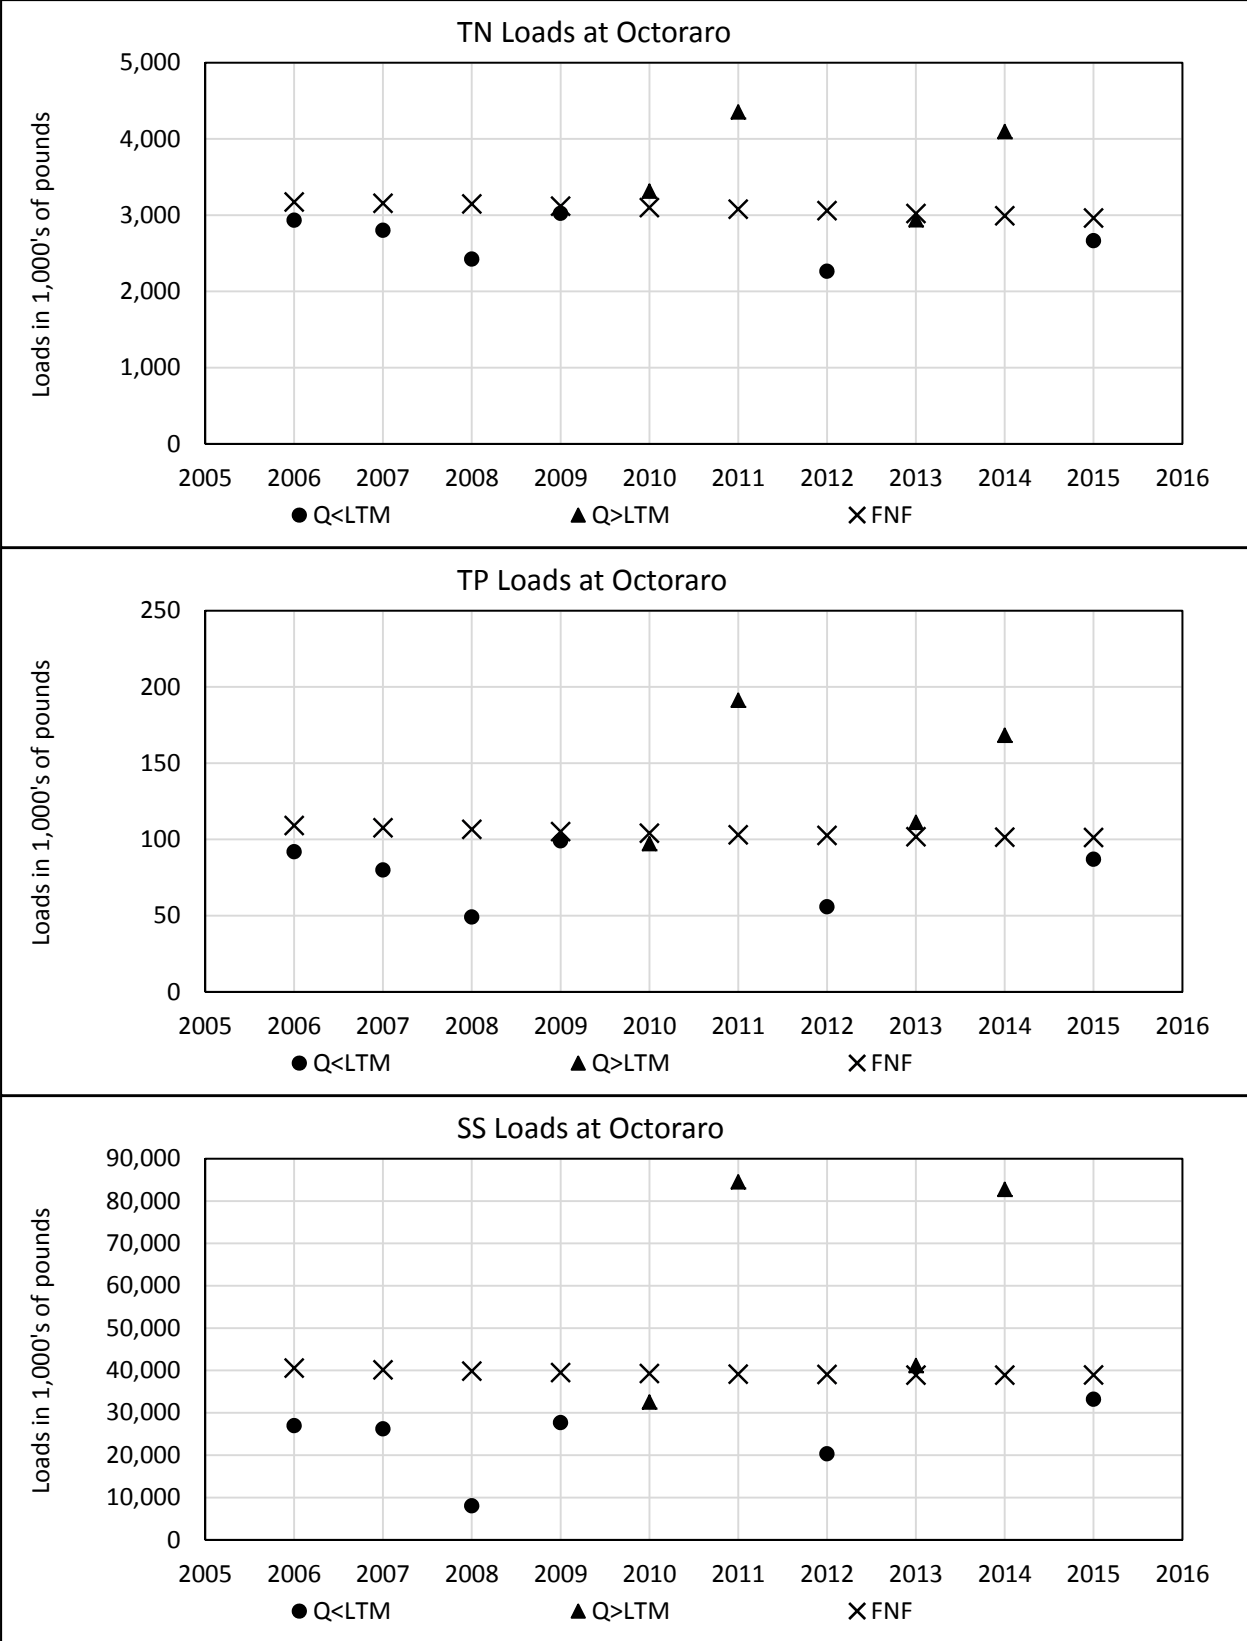 TN Loads at Octoraro
Loads in 1,000's of pounds
5,000
4,000
3,000
2,000
1,000
0
2005 2006 2007 2008 2009 2010 2011 2012 2013 2014 2015 2016
Q<LTM Q>LTM FNF
TP Loads at Octoraro
Loads in 1,000's of pounds
250
200
150
100
50
0
2005 2006 2007 2008 2009 2010 2011 2012 2013 2014 2015 2016
Q<LTM Q>LTM FNF
SS Loads at Octoraro
Loads in 1,000's of pounds
90,000
80,000
70,000
60,000
50,000
40,000
30,000
20,000
10,000
0
2005 2006 2007 2008 2009 2010 2011 2012 2013 2014 2015 2016
Q<LTM Q>LTM FNF